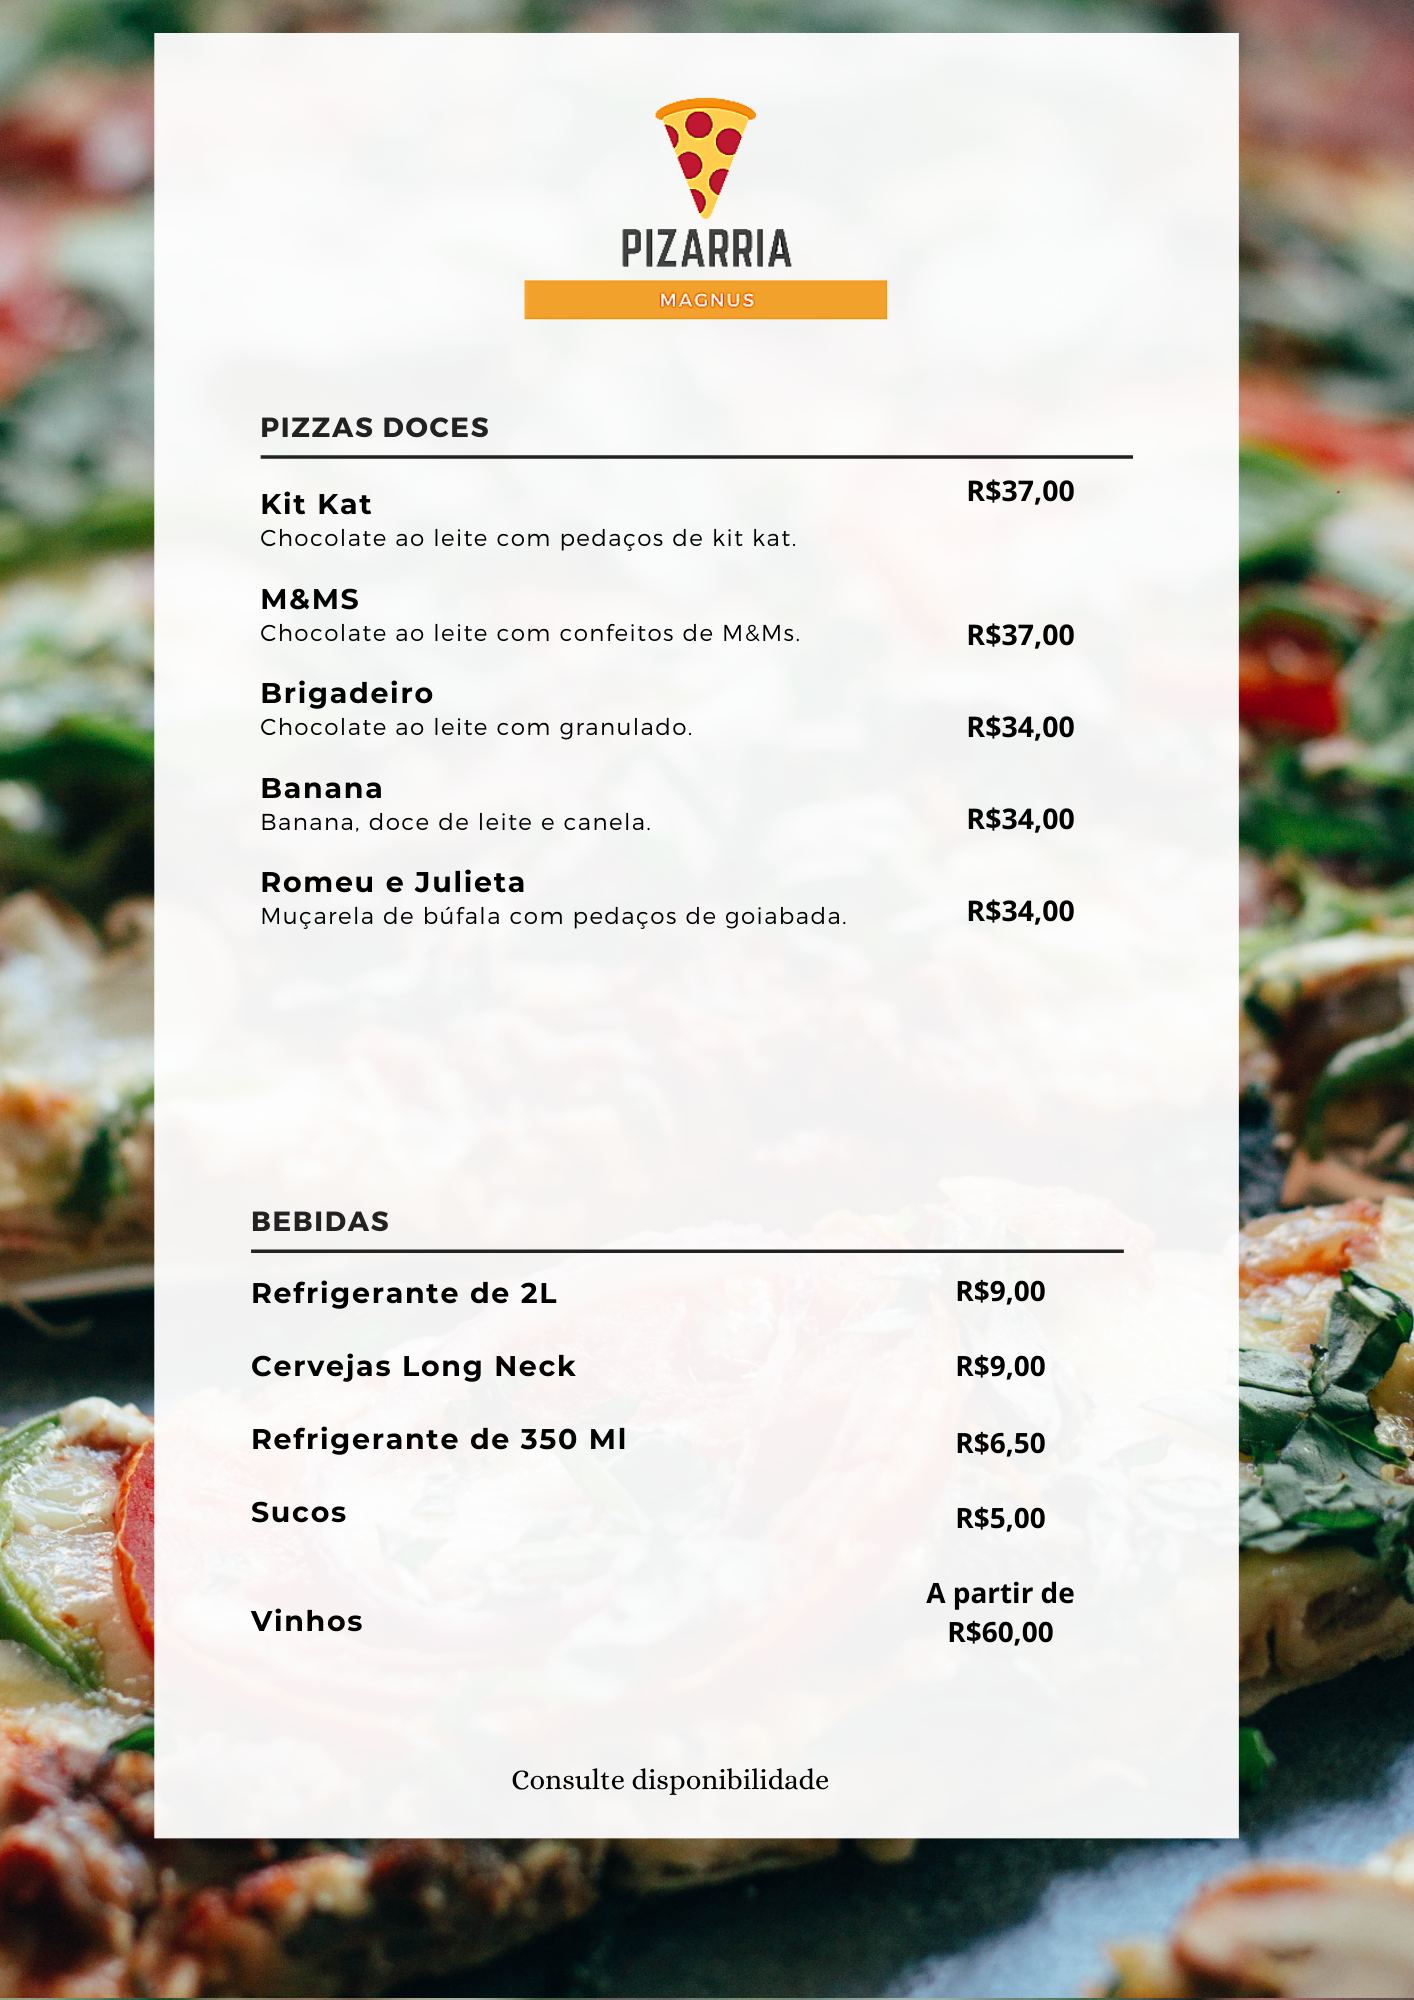 PIZARRIA
MAGNUS
PIZZAS DOCES
Kit Kat R$37,00
Chocolate ao leite com pedaços de kit kat.
M&MS
Chocolate ao leite com confeitos de M&Ms. R$37,00
Brigadeiro
Chocolate ao leite com granulado. R$34,00
Banana
Banana, doce de leite e canela. R$34,00
Romeu e Julieta
Muçarela de búfala com pedaços de goiabada. R$34,00
BEBIDAS
Refrigerante de 2L R$9,00
Cervejas Long Neck R$9,00
Refrigerante de 350 Ml R$6,50
Sucos R$5,00
Vinhos A partir de
R$60,00
Consulte disponibilidade